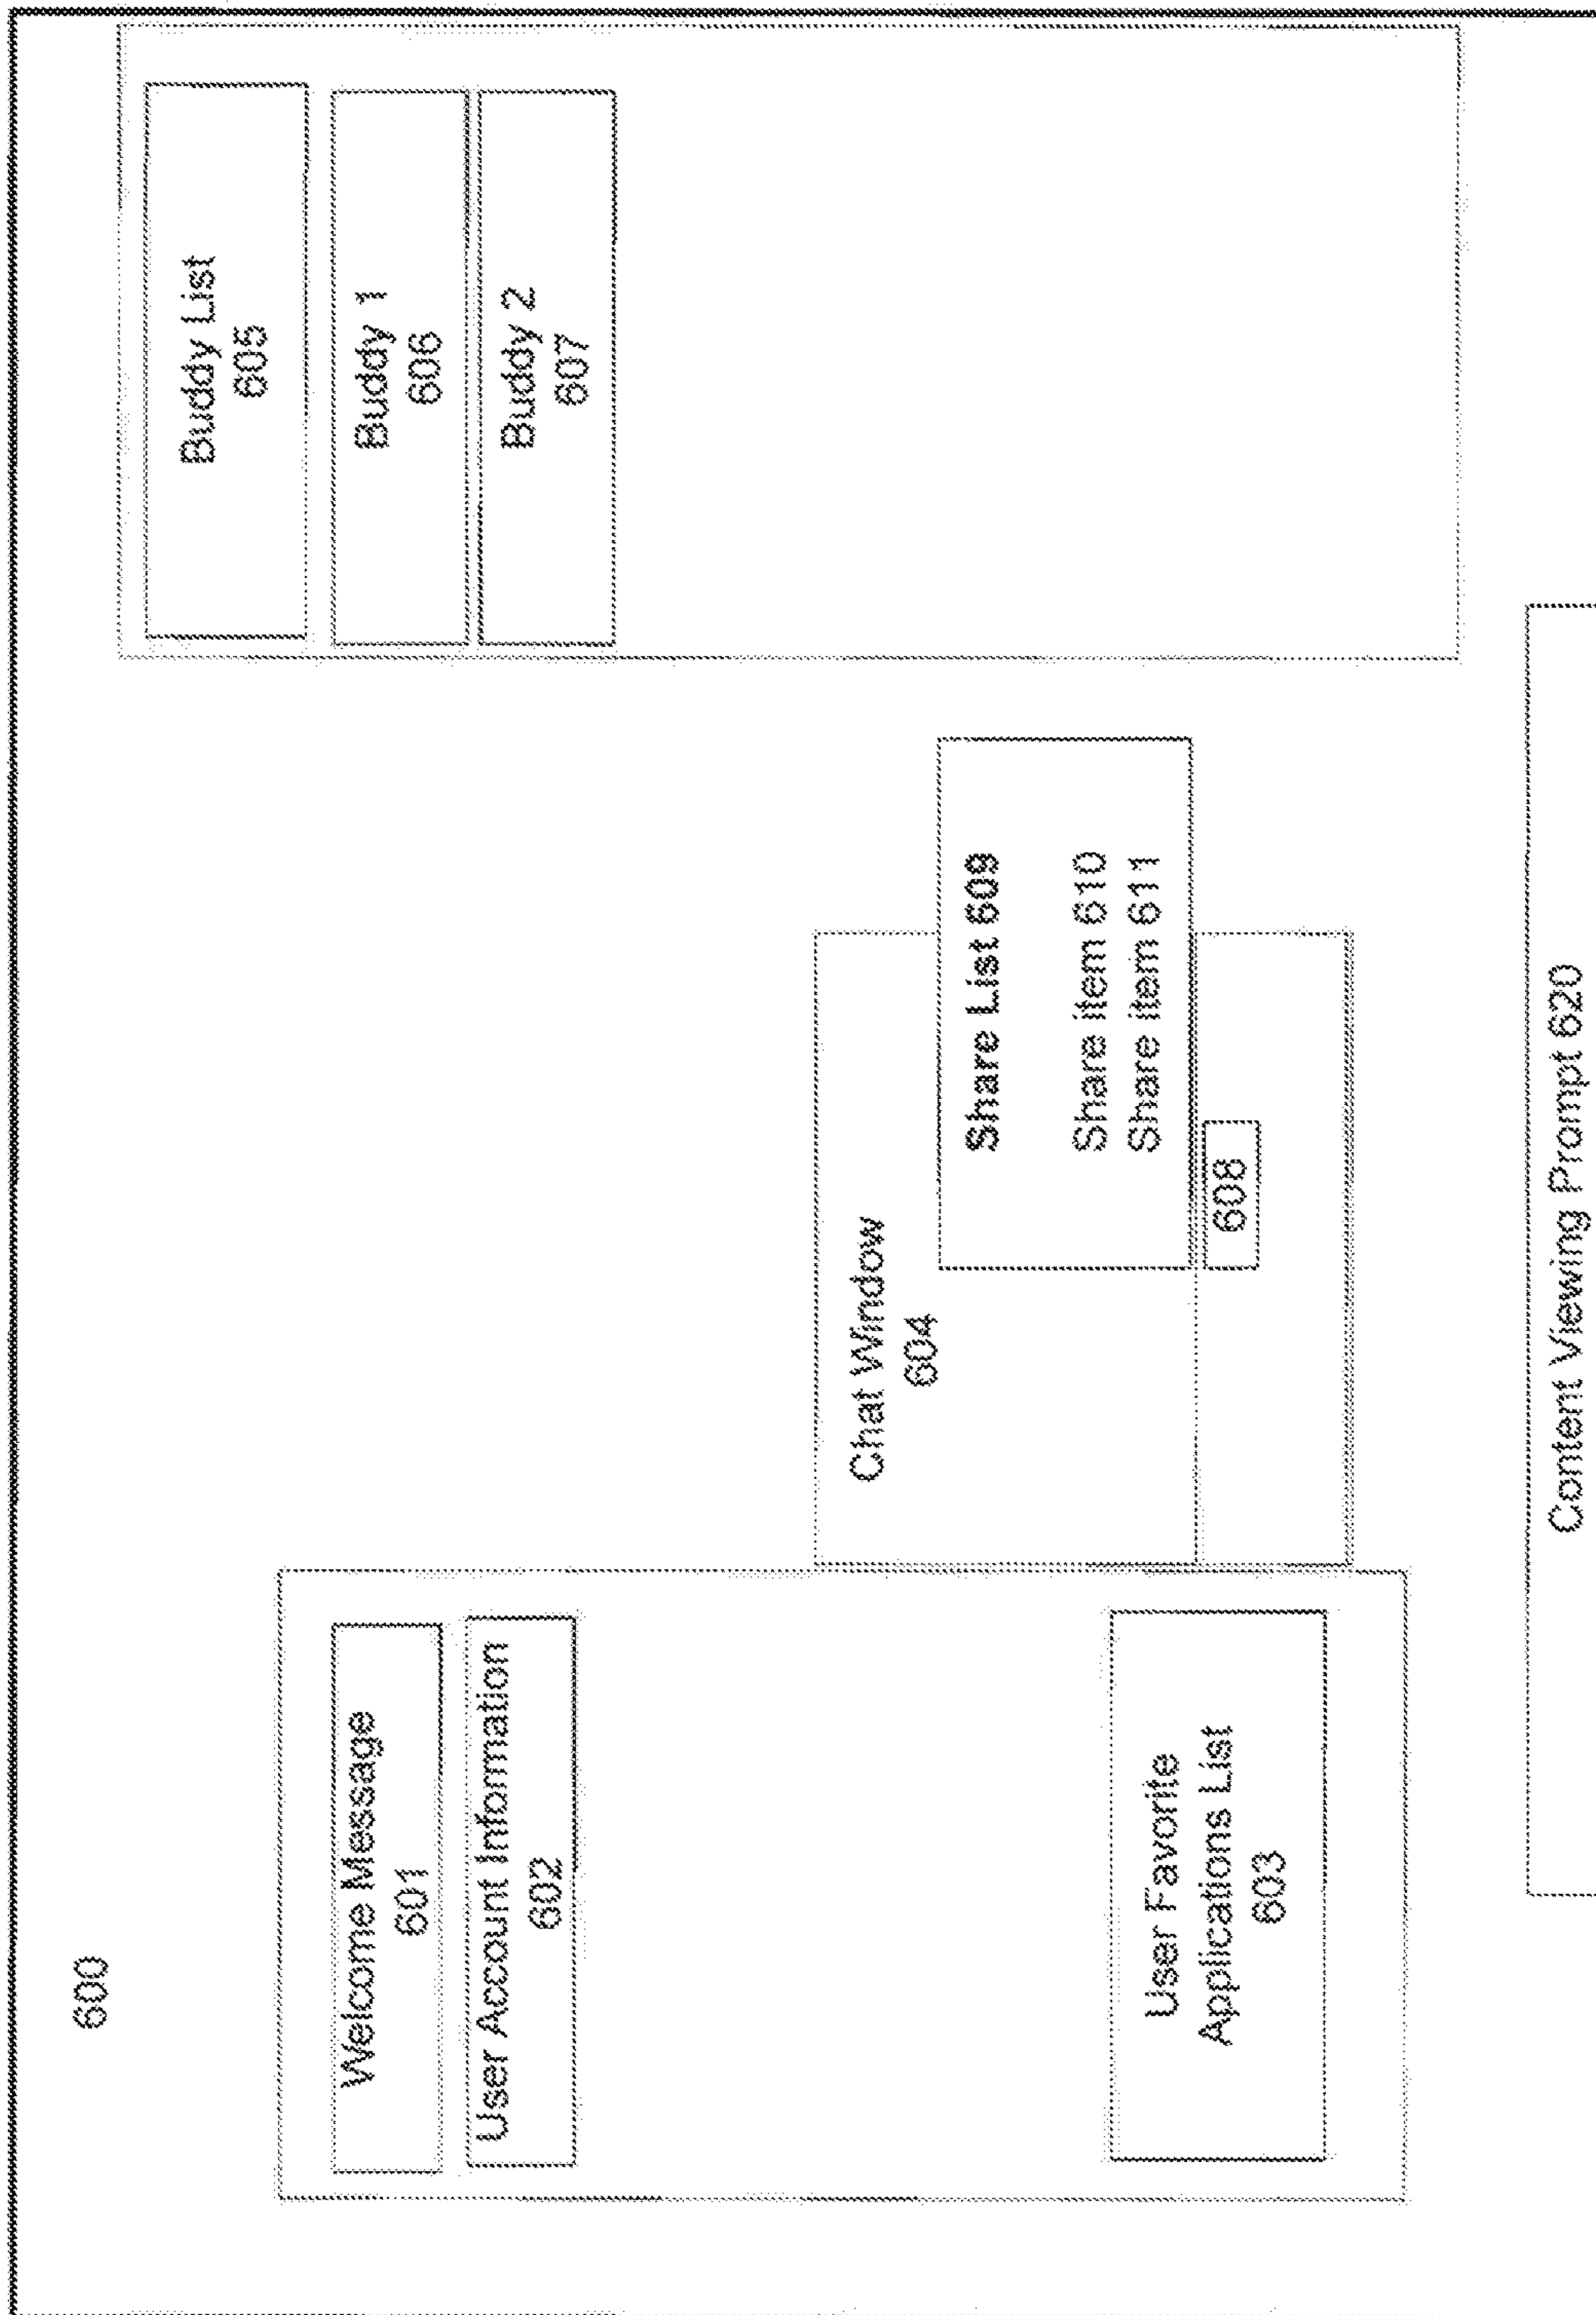 600
Welcome Message
601
User Account Information
602
User Favorite
Applications List
603
Chat Window
604
Share List 609
Share item 610
Share item 611
608
Buddy List
605
Buddy 1
606
Buddy 2
607
Content Viewing Prompt 620